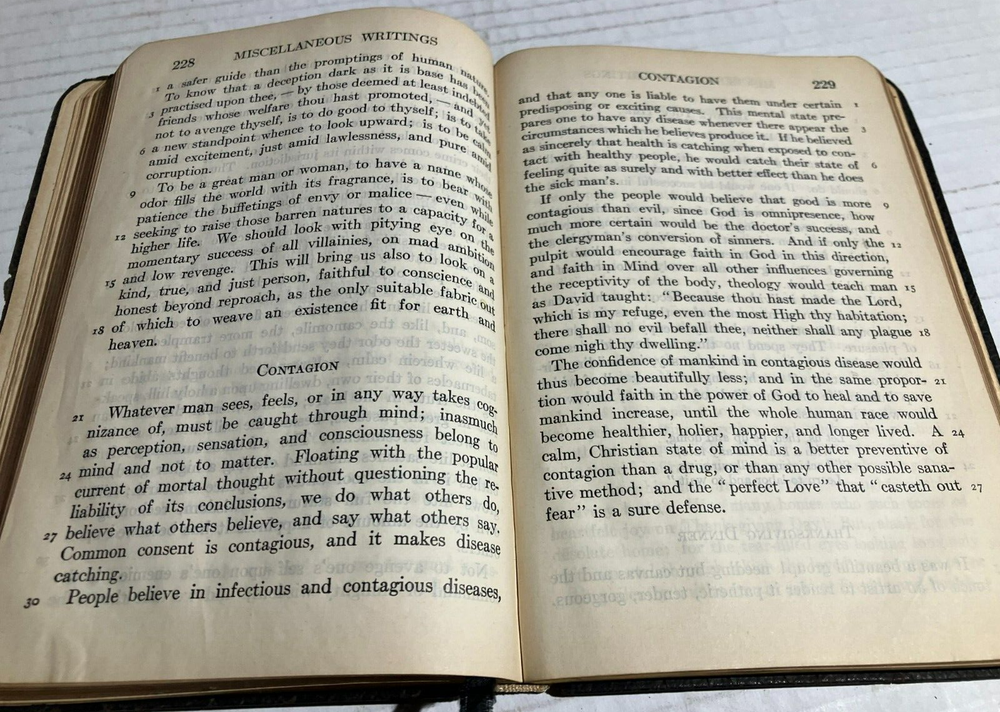 228 MISCELLANEOUS WRITINGS
1 a safer guide than the promptings of human nature.
To know that a deception dark as it is base has been
3 practised upon thee, — by those deemed at least indebted
friends whose welfare thou hast promoted, — and yet
not to avenge thyself, is to do good to thyself; is to take
6 a new standpoint whence to look upward; is to be calm
amid excitement, just amid lawlessness, and pure amid
corruption.
9 To be a great man or woman, to have a name whose
odor fills the world with its fragrance, is to bear with
patience the buffetings of envy or malice — even while
12 seeking to raise those barren natures to a capacity for a
higher life. We should look with pitying eye on the
momentary success of all villainies, on mad ambition
15 and low revenge. This will bring us also to look on a
kind, true, and just person, faithful to conscience and
honest beyond reproach, as the only suitable fabric out
18 of which to weave an existence fit for earth and
heaven.
CONTAGION
21 Whatever man sees, feels, or in any way takes cog-
nizance of, must be caught through mind; inasmuch
as perception, sensation, and consciousness belong to
24 mind and not to matter. Floating with the popular
current of mortal thought without questioning the re-
liability of its conclusions, we do what others do,
27 believe what others believe, and say what others say.
Common consent is contagious, and it makes disease
catching.
30 People believe in infectious and contagious diseases,
CONTAGION 229
and that any one is liable to have them under certain 1
predisposing or exciting causes. This mental state pre-
pares one to have any disease whenever there appear the 3
circumstances which he believes produce it. If he believed
as sincerely that health is catching when exposed to con-
tact with healthy people, he would catch their state of 6
feeling quite as surely and with better effect than he does
the sick man's.
If only the people would believe that good is more 9
contagious than evil, since God is omnipresence, how
much more certain would be the doctor's success, and
the clergyman's conversion of sinners. And if only the 12
pulpit would encourage faith in God in this direction,
and faith in Mind over all other influences governing
the receptivity of the body, theology would teach man 15
as David taught: "Because thou hast made the Lord,
which is my refuge, even the most High thy habitation;
there shall no evil befall thee, neither shall any plague 18
come nigh thy dwelling."
The confidence of mankind in contagious disease would
thus become beautifully less; and in the same propor- 21
tion would faith in the power of God to heal and to save
mankind increase, until the whole human race would
become healthier, holier, happier, and longer lived. A 24
calm, Christian state of mind is a better preventive of
contagion than a drug, or than any other possible sana-
tive method; and the "perfect Love" that "casteth out 27
fear" is a sure defense.